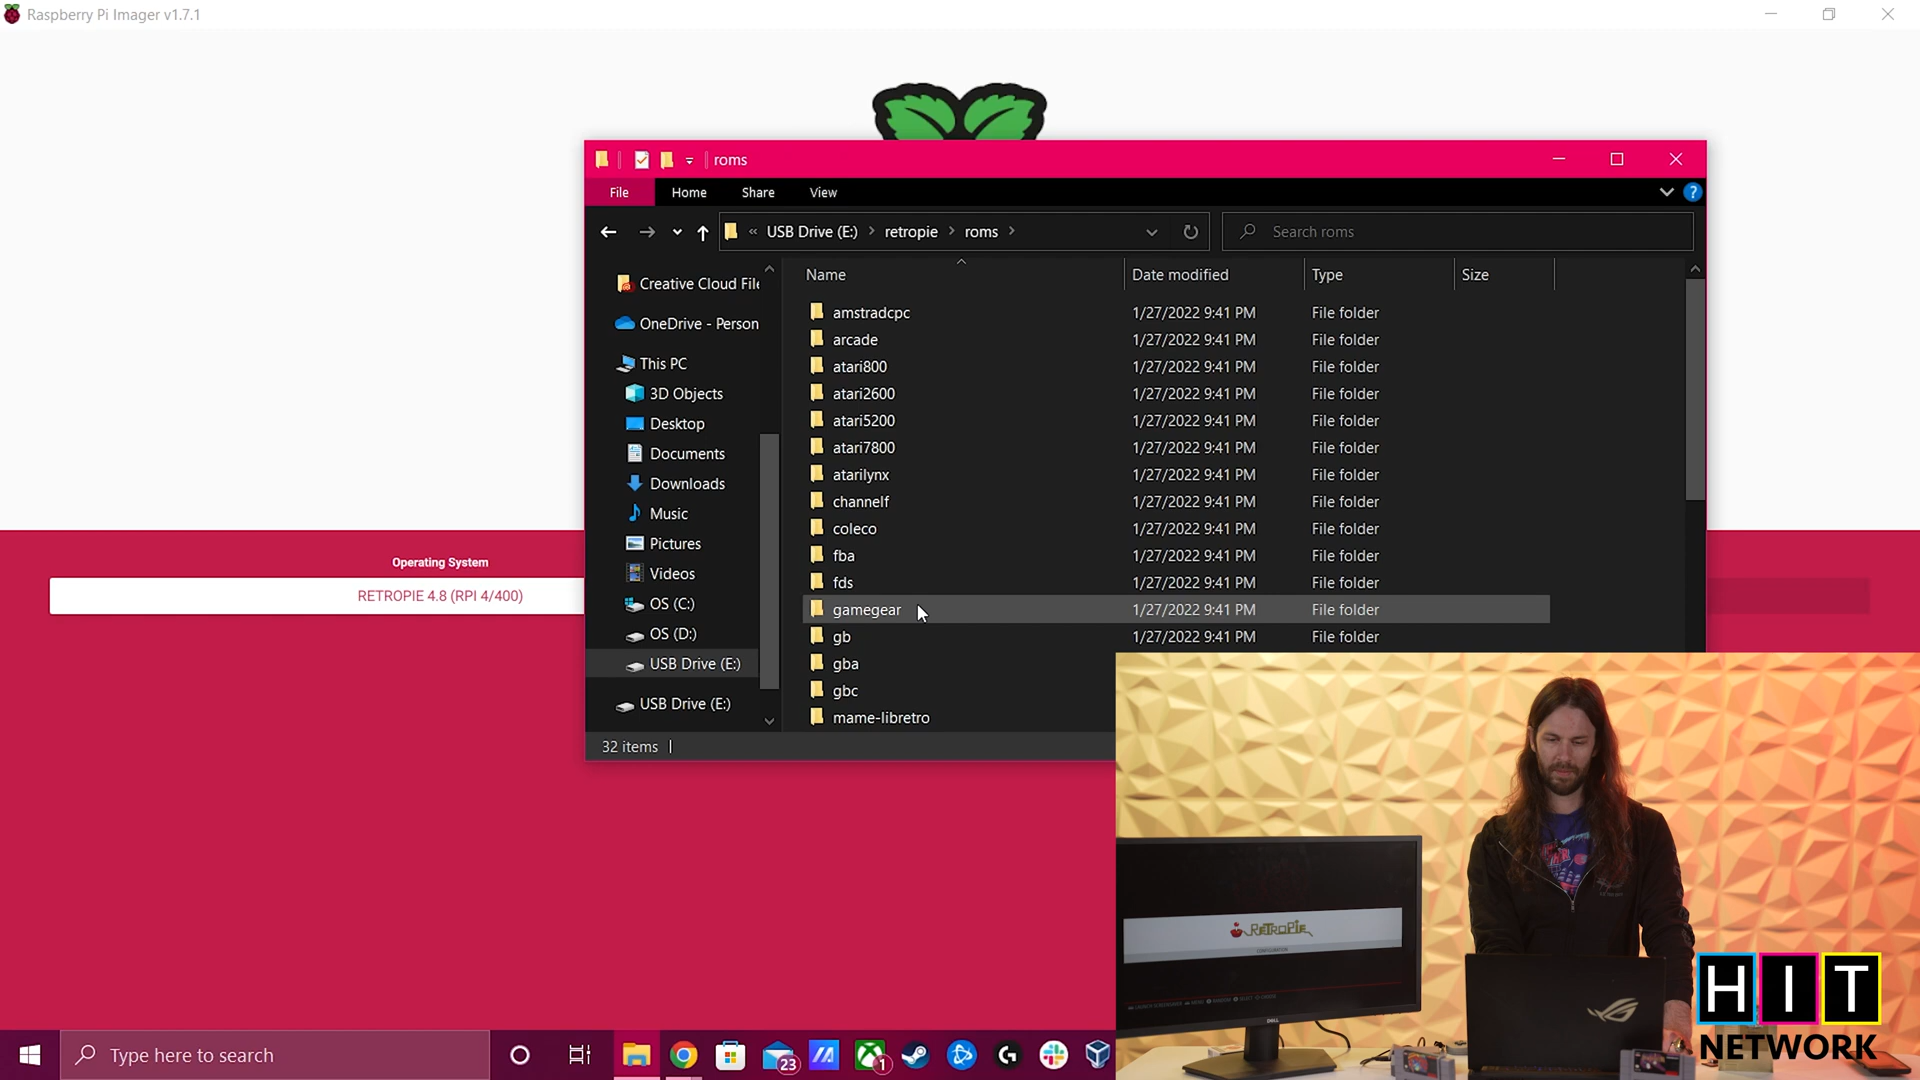 Raspberry Pi Imager v1.7.1
roms
File Home Share View
« USB Drive (E:) > retropie > roms >
Search roms
Creative Cloud File
OneDrive - Person
This PC
3D Objects
Desktop
Documents
Downloads
Music
Pictures
Videos
OS (C:)
OS (D:)
USB Drive (E:)
USB Drive (E:)
Name Date modified Type Size
amstradcpc 1/27/2022 9:41 PM File folder
arcade 1/27/2022 9:41 PM File folder
atari800 1/27/2022 9:41 PM File folder
atari2600 1/27/2022 9:41 PM File folder
atari5200 1/27/2022 9:41 PM File folder
atari7800 1/27/2022 9:41 PM File folder
atarilynx 1/27/2022 9:41 PM File folder
channelf 1/27/2022 9:41 PM File folder
coleco 1/27/2022 9:41 PM File folder
fba 1/27/2022 9:41 PM File folder
fds 1/27/2022 9:41 PM File folder
gamegear 1/27/2022 9:41 PM File folder
gb 1/27/2022 9:41 PM File folder
gba
gbc
mame-libretro
32 items
Operating System
RETROPIE 4.8 (RPI 4/400)
RETROPIE
CONFIGURATION
DELL
HIT
NETWORK
Type here to search
23
1